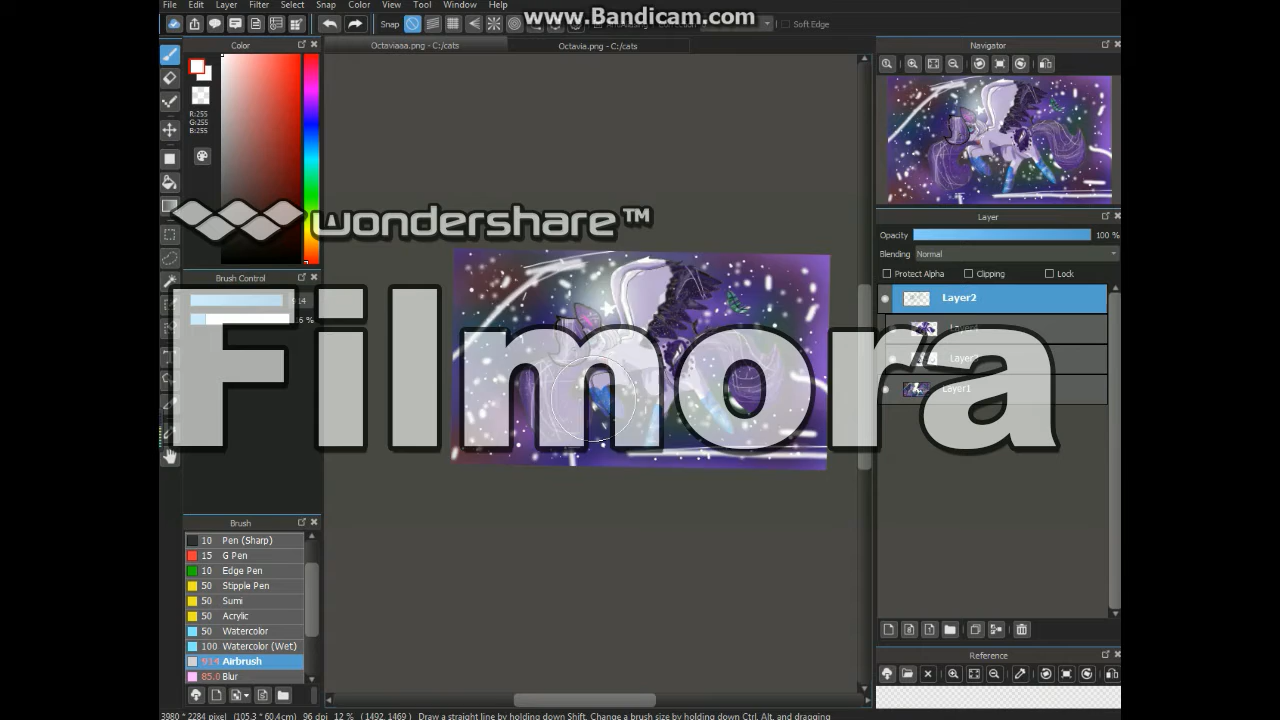 File Edit Layer Filter Select Snap Color View Tool Window Help
www.Bandicam.com
Snap
Soft Edge
Color
Octaviaaa.png - C:/cats
Octavia.png - C:/cats
Navigator
R:255
G:255
B:255
wondershare™
Filmora
Layer
Opacity 100 %
Blending Normal
Protect Alpha Clipping Lock
Brush Control
914
Layer2
Layer1
Brush
10 Pen (Sharp)
15 G Pen
10 Edge Pen
50 Stipple Pen
50 Sumi
50 Acrylic
50 Watercolor
100 Watercolor (Wet)
914 Airbrush
85.0 Blur
Reference
3980 * 2284 pixel (105.3 * 60.4cm) 96 dpi 12 % (1492, 1469) Draw a straight line by holding down Shift. Change a brush size by holding down Ctrl, Alt, and dragging